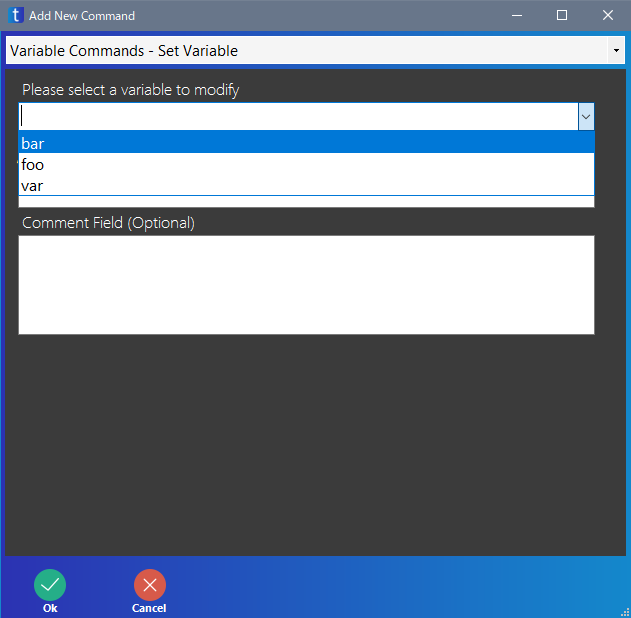 t Add New Command
Variable Commands - Set Variable
Please select a variable to modify
bar
foo
var
Comment Field (Optional)
Ok
Cancel